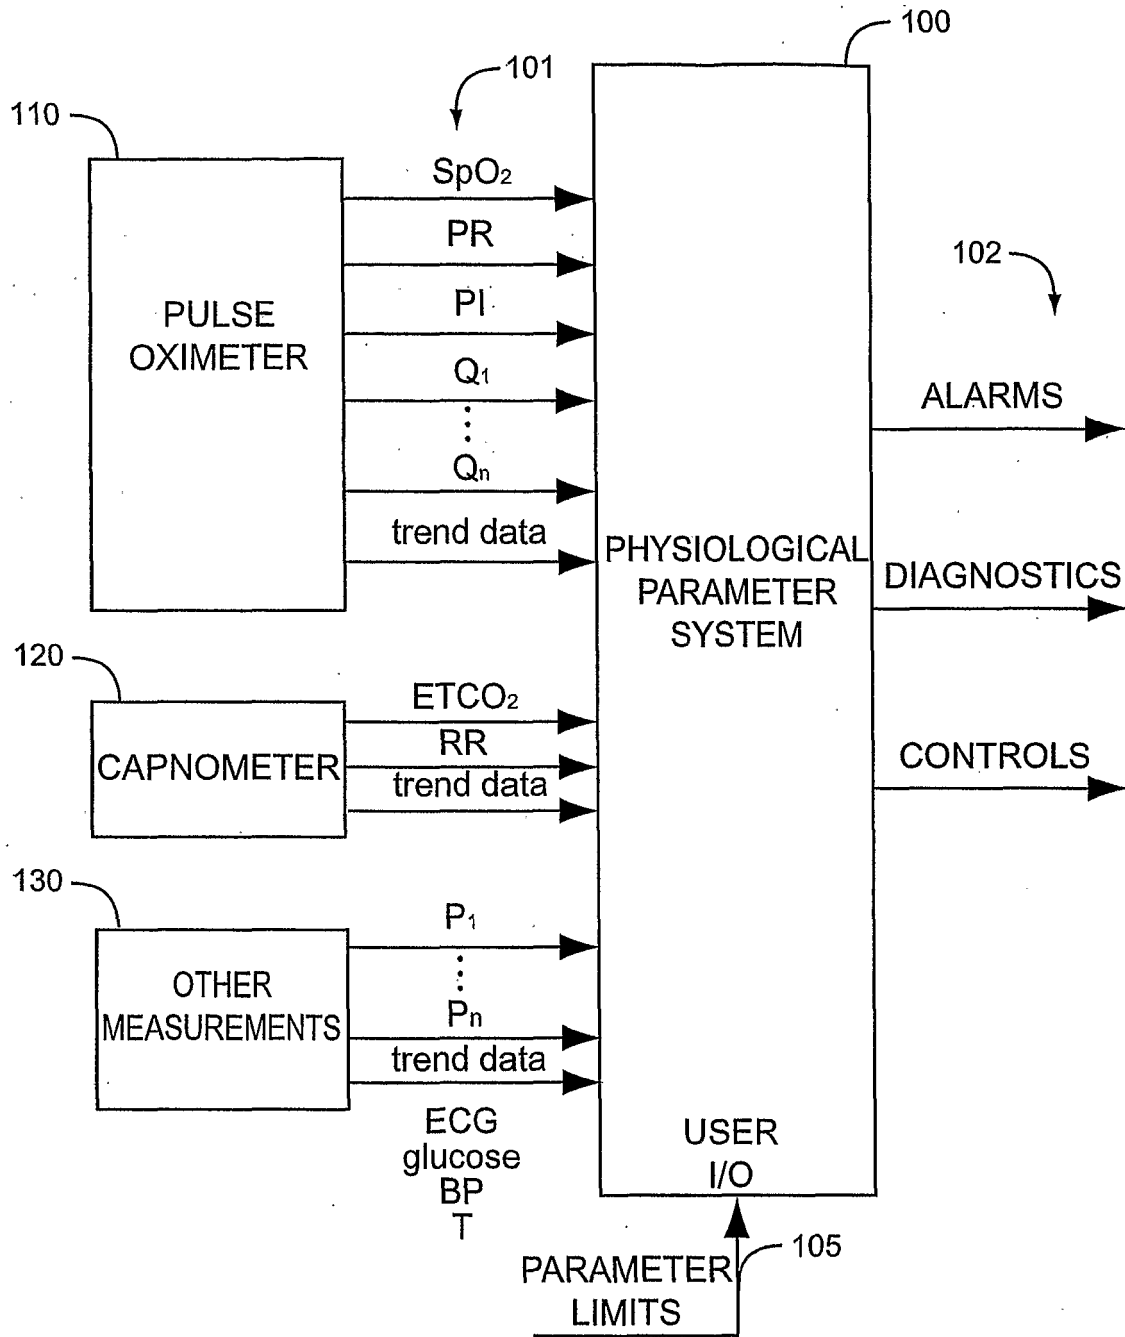 100
101
110
SpO2
PR
PI
Q1
Qn
trend data
PULSE
OXIMETER
102
ALARMS
PHYSIOLOGICAL
PARAMETER
SYSTEM
DIAGNOSTICS
CONTROLS
120
ETCO2
RR
trend data
CAPNOMETER
130
P1
Pn
trend data
OTHER
MEASUREMENTS
ECG
glucose
BP
T
USER
I/O
105
PARAMETER
LIMITS